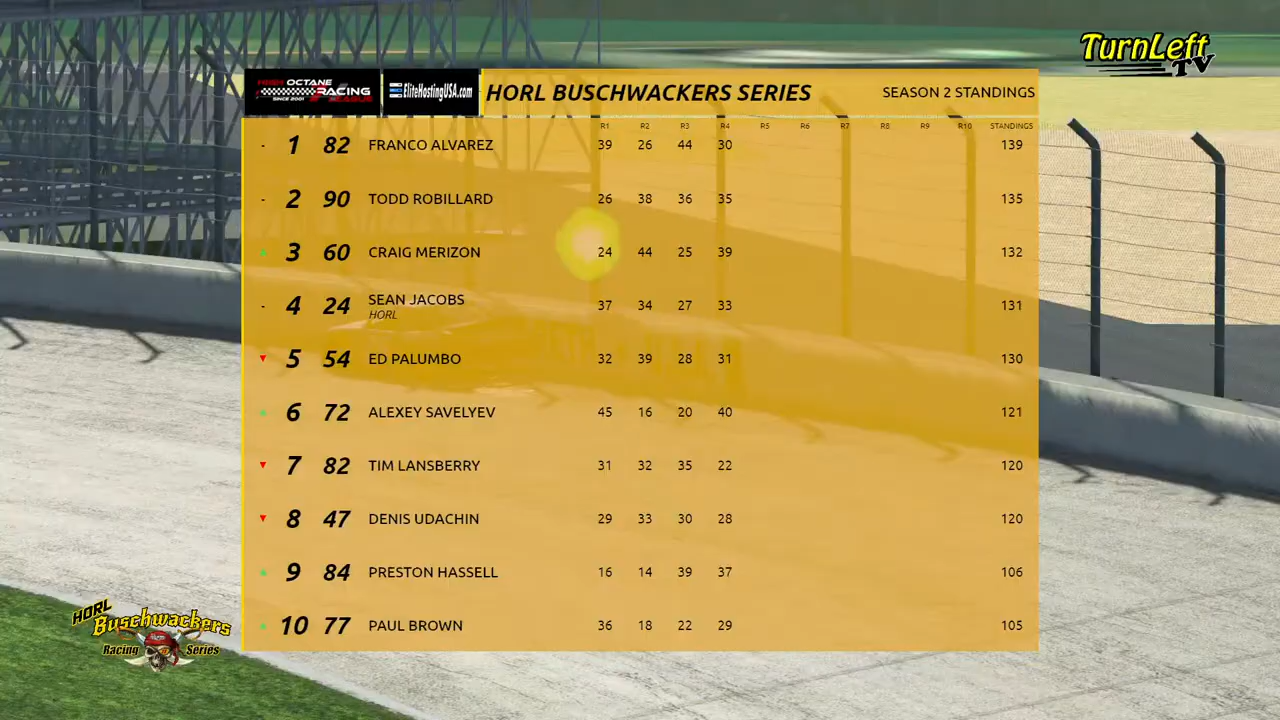 TurnLeft
TV
HIGH OCTANE
RACING
SINCE 2001
LEAGUE
EliteHostingUSA.com
HORL BUSCHWACKERS SERIES
SEASON 2 STANDINGS
R1 R2 R3 R4 R5 R6 R7 R8 R9 R10 STANDINGS
- 1 82 FRANCO ALVAREZ 39 26 44 30 139
- 2 90 TODD ROBILLARD 26 38 36 35 135
3 60 CRAIG MERIZON 24 44 25 39 132
- 4 24 SEAN JACOBS 37 34 27 33 131
HORL
5 54 ED PALUMBO 32 39 28 31 130
6 72 ALEXEY SAVELYEV 45 16 20 40 121
7 82 TIM LANSBERRY 31 32 35 22 120
8 47 DENIS UDACHIN 29 33 30 28 120
9 84 PRESTON HASSELL 16 14 39 37 106
10 77 PAUL BROWN 36 18 22 29 105
HORL
Buschwackers
Racing Series